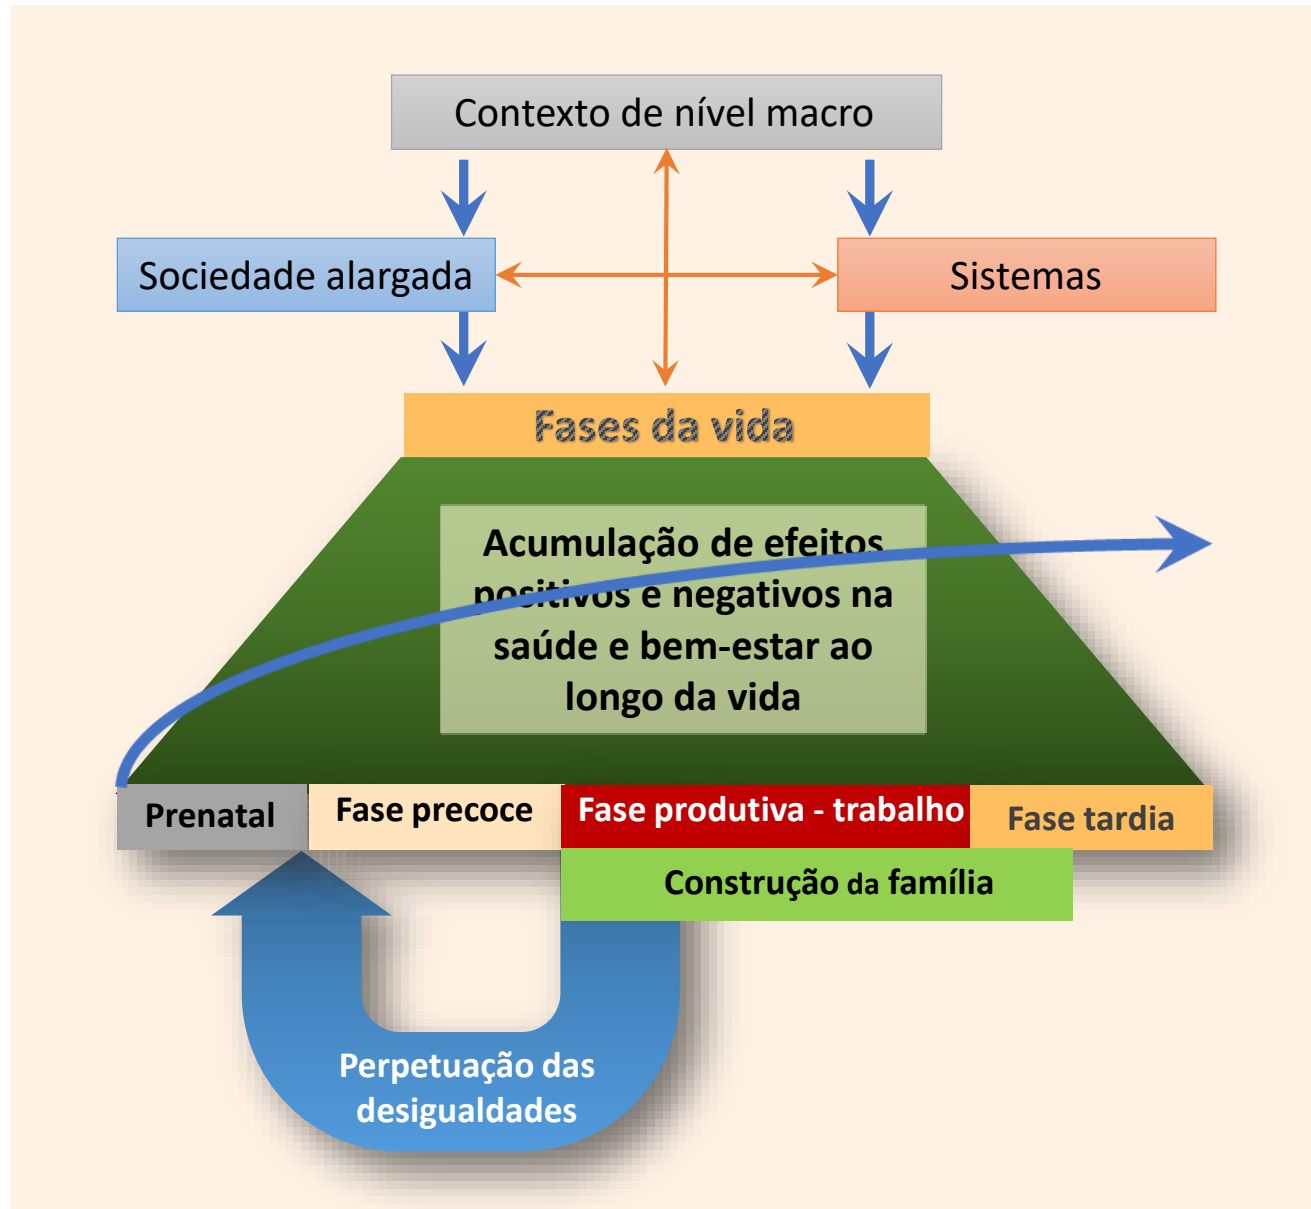 Contexto de nível macro
Sociedade alargada
Sistemas
Fases da vida
Acumulação de efeitos
positivos e negativos na
saúde e bem-estar ao
longo da vida
Prenatal
Fase precoce
Fase produtiva - trabalho
Fase tardia
Construção da família
Perpetuação das
desigualdades